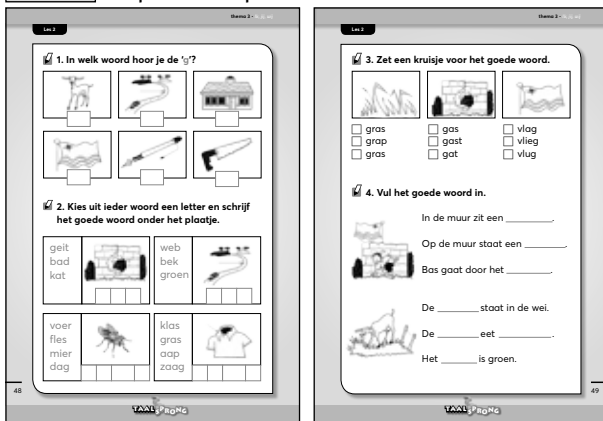 thema 3 -
Les 2
1. In welk woord hoor je de 'g'?
2. Kies uit ieder woord een letter en schrijf
het goede woord onder het plaatje.
geit
bad
kat
web
bek
groen
voer
fles
mier
dag
klas
gras
aap
zaag
48
TAAL SPRONG
thema 3 -
Les 2
3. Zet een kruisje voor het goede woord.
gras gas vlag
grap gast vlieg
gras gat vlug
4. Vul het goede woord in.
In de muur zit een ________.
Op de muur staat een ________.
Bas gaat door het ________.
De ________ staat in de wei.
De ________ eet ________.
Het ________ is groen.
49
TAAL SPRONG